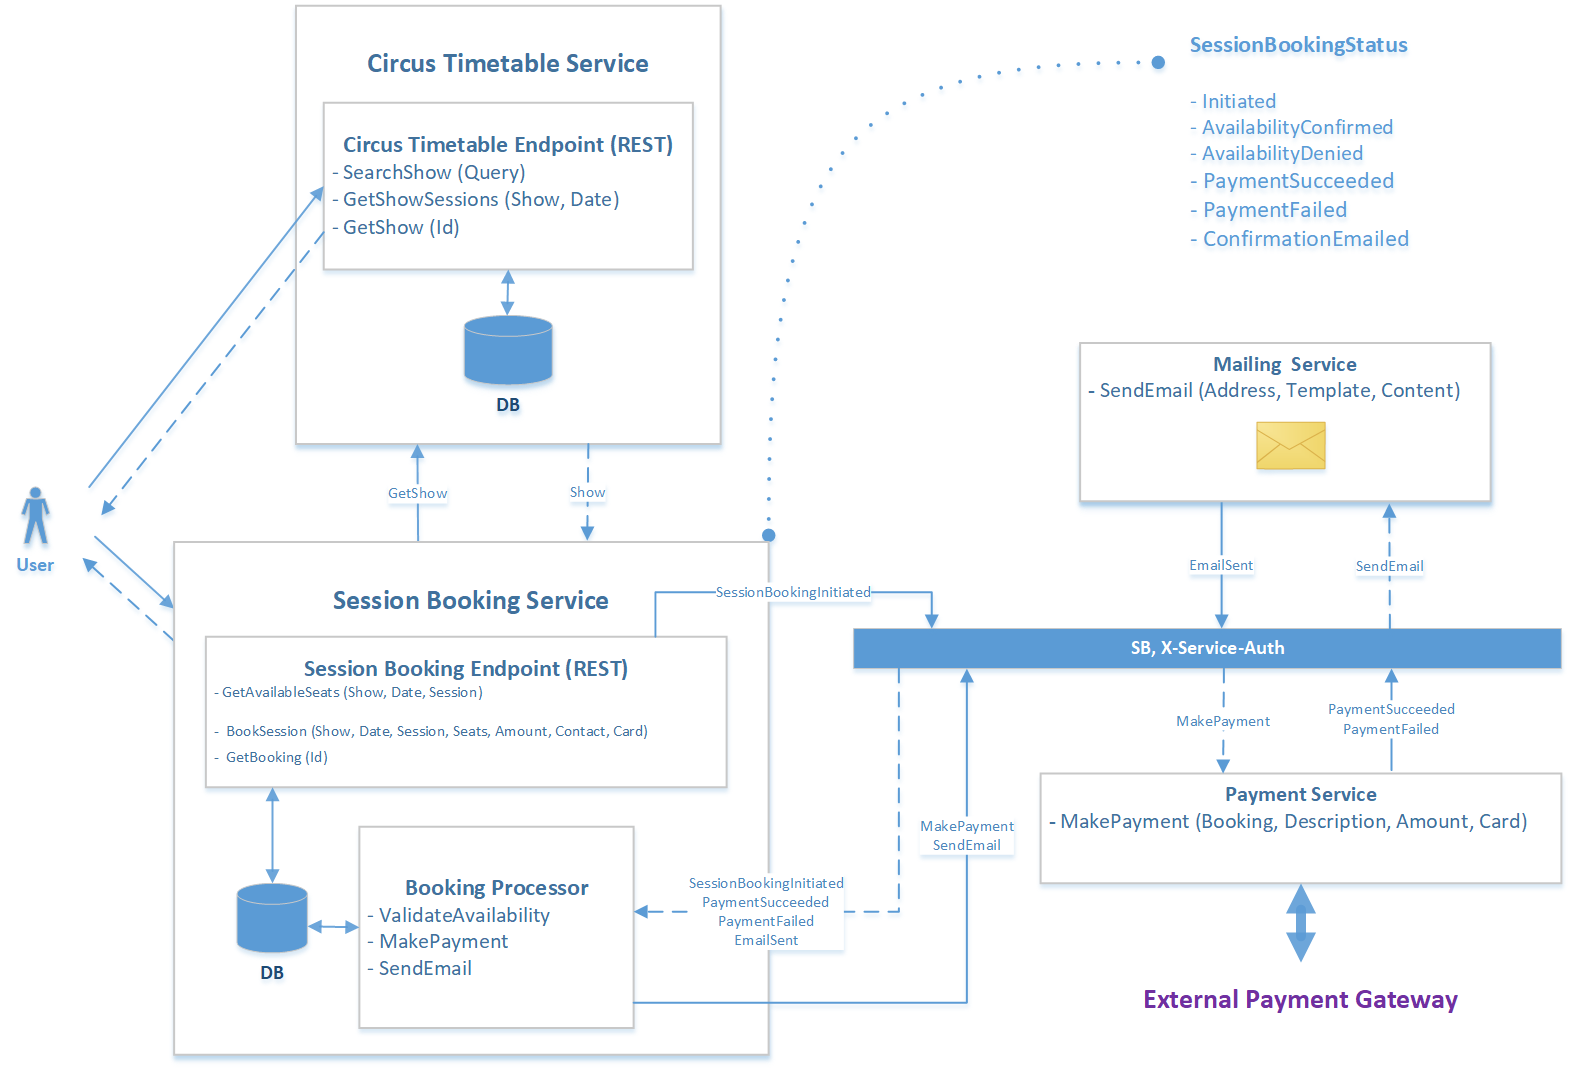 Circus Timetable Service
Circus Timetable Endpoint (REST)
- SearchShow (Query)
- GetShowSessions (Show, Date)
- GetShow (Id)
DB
SessionBookingStatus
- Initiated
- AvailabilityConfirmed
- AvailabilityDenied
- PaymentSucceeded
- PaymentFailed
- ConfirmationEmailed
Mailing Service
- SendEmail (Address, Template, Content)
GetShow
Show
User
EmailSent
SendEmail
Session Booking Service
SessionBookingInitiated
SB, X-Service-Auth
Session Booking Endpoint (REST)
- GetAvailableSeats (Show, Date, Session)
- BookSession (Show, Date, Session, Seats, Amount, Contact, Card)
- GetBooking (Id)
MakePayment
PaymentSucceeded
PaymentFailed
Payment Service
- MakePayment (Booking, Description, Amount, Card)
MakePayment
SendEmail
Booking Processor
- ValidateAvailability
- MakePayment
- SendEmail
DB
SessionBookingInitiated
PaymentSucceeded
PaymentFailed
EmailSent
External Payment Gateway